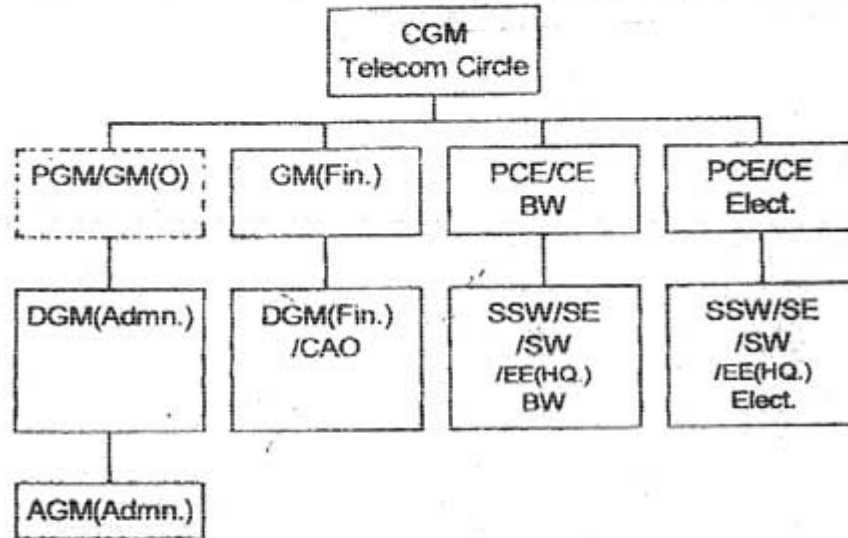 CGM
Telecom Circle
PGM/GM(O)
GM(Fin.)
PCE/CE
BW
PCE/CE
Elect.
DGM(Admn.)
DGM(Fin.)
/CAO
SSW/SE
/SW
/EE(HQ.)
BW
SSW/SE
/SW
/EE(HQ.)
Elect.
AGM(Admn.)